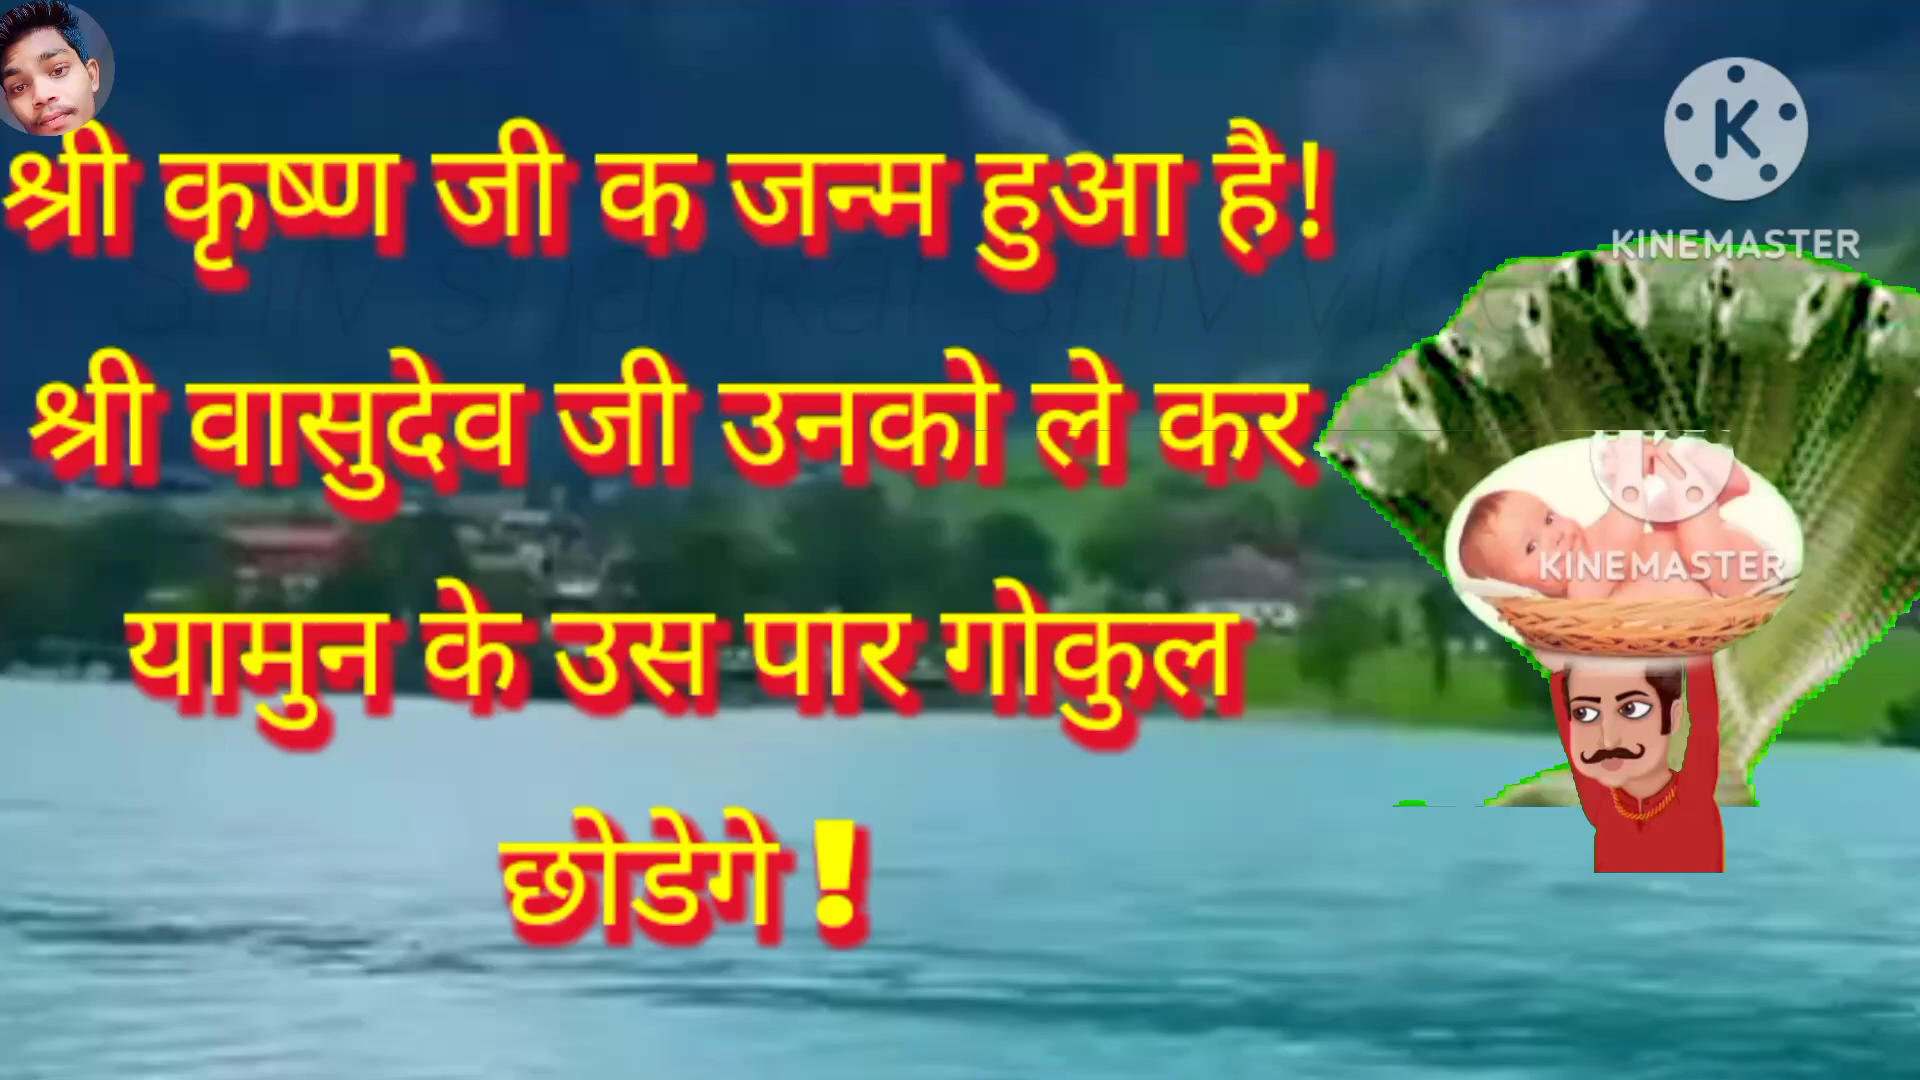 श्री कृष्ण जी क जन्म हुआ है!
श्री वासुदेव जी उनको ले कर
यामुन के उस पार गोकुल
छोडेगे !
K
KINEMASTER
K
KINEMASTER